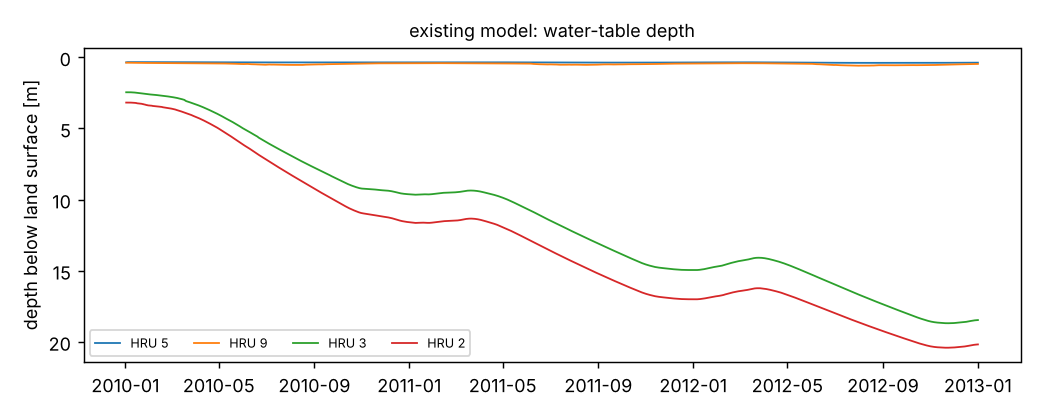 existing model: water-table depth
depth below land surface [m]
0
5
10
15
20
HRU 5 HRU 9 HRU 3 HRU 2
2010-01 2010-05 2010-09 2011-01 2011-05 2011-09 2012-01 2012-05 2012-09 2013-01